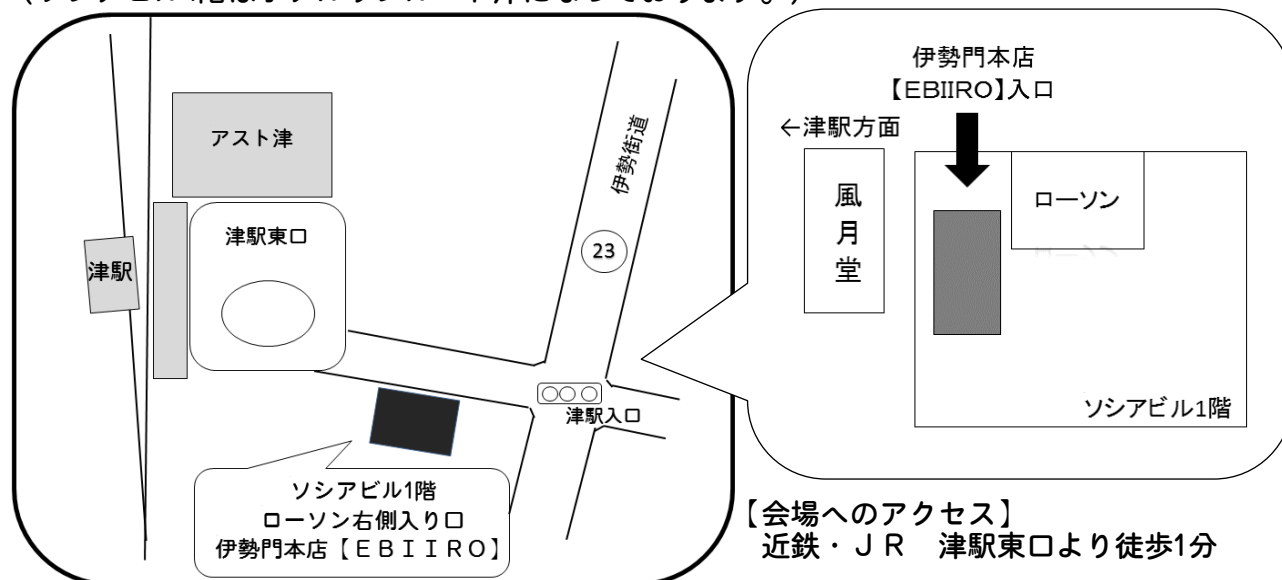 アスト津
津駅東口
津駅
伊勢街道
23
津駅入口
ソシアビル1階
ローソン右側入り口
伊勢門本店【ＥＢＩＩＲＯ】
伊勢門本店
【EBIIRO】入口
←津駅方面
風月堂
ローソン
ソシアビル1階
【会場へのアクセス】
近鉄・ＪＲ　津駅東口より徒歩1分